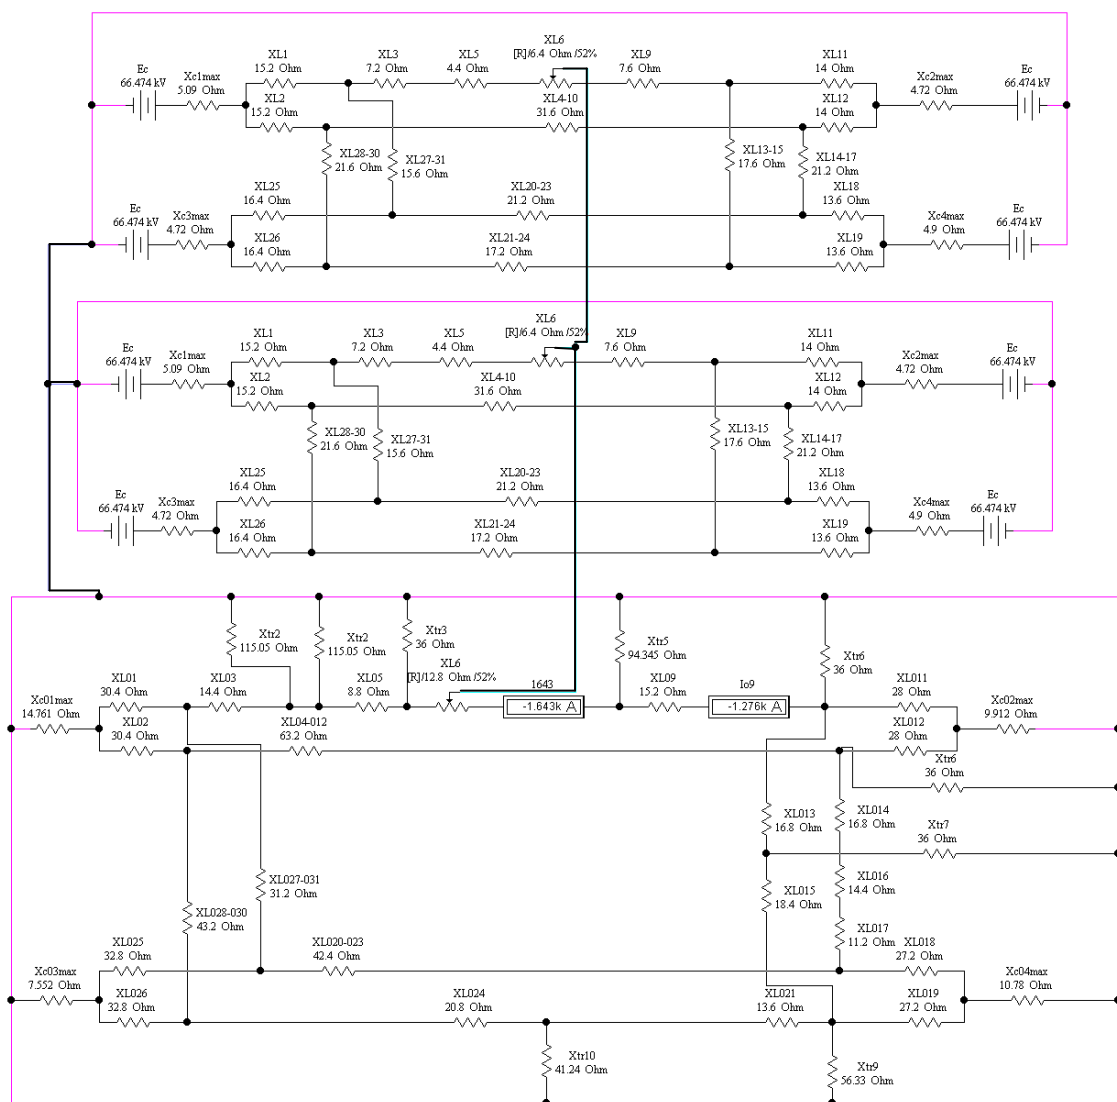 XL1
15.2 Ohm
XL3
7.2 Ohm
XL5
4.4 Ohm
XL6
[R]/6.4 Ohm /52%
XL9
7.6 Ohm
XL11
14 Ohm
Ec
66.474 kV
Xc1max
5.09 Ohm
XL2
15.2 Ohm
XL4-10
31.6 Ohm
XL12
14 Ohm
Xc2max
4.72 Ohm
Ec
66.474 kV
XL28-30
21.6 Ohm
XL27-31
15.6 Ohm
XL13-15
17.6 Ohm
XL14-17
21.2 Ohm
Ec
66.474 kV
Xc3max
4.72 Ohm
XL25
16.4 Ohm
XL20-23
21.2 Ohm
XL18
13.6 Ohm
Xc4max
4.9 Ohm
Ec
66.474 kV
XL26
16.4 Ohm
XL21-24
17.2 Ohm
XL19
13.6 Ohm
XL1
15.2 Ohm
XL3
7.2 Ohm
XL5
4.4 Ohm
XL6
[R]/6.4 Ohm /52%
XL9
7.6 Ohm
XL11
14 Ohm
Ec
66.474 kV
Xc1max
5.09 Ohm
XL2
15.2 Ohm
XL4-10
31.6 Ohm
XL12
14 Ohm
Xc2max
4.72 Ohm
Ec
66.474 kV
XL28-30
21.6 Ohm
XL27-31
15.6 Ohm
XL13-15
17.6 Ohm
XL14-17
21.2 Ohm
Ec
66.474 kV
Xc3max
4.72 Ohm
XL25
16.4 Ohm
XL20-23
21.2 Ohm
XL18
13.6 Ohm
Xc4max
4.9 Ohm
Ec
66.474 kV
XL26
16.4 Ohm
XL21-24
17.2 Ohm
XL19
13.6 Ohm
Xtr2
115.05 Ohm
Xtr2
115.05 Ohm
Xtr3
36 Ohm
Xtr5
94.345 Ohm
Xtr6
36 Ohm
Xc01max
14.761 Ohm
XL01
30.4 Ohm
XL03
14.4 Ohm
XL05
8.8 Ohm
XL6
[R]/12.8 Ohm /52%
1643
-1.643k A
XL09
15.2 Ohm
Io9
-1.276k A
XL011
28 Ohm
XL02
30.4 Ohm
XL04-012
63.2 Ohm
XL012
28 Ohm
Xc02max
9.912 Ohm
Xtr6
36 Ohm
XL013
16.8 Ohm
XL014
16.8 Ohm
Xtr7
36 Ohm
XL027-031
31.2 Ohm
XL015
18.4 Ohm
XL016
14.4 Ohm
XL028-030
43.2 Ohm
XL017
11.2 Ohm
Xc03max
7.552 Ohm
XL025
32.8 Ohm
XL020-023
42.4 Ohm
XL018
27.2 Ohm
Xc04max
10.78 Ohm
XL026
32.8 Ohm
XL024
20.8 Ohm
XL021
13.6 Ohm
XL019
27.2 Ohm
Xtr10
41.24 Ohm
Xtr9
56.33 Ohm